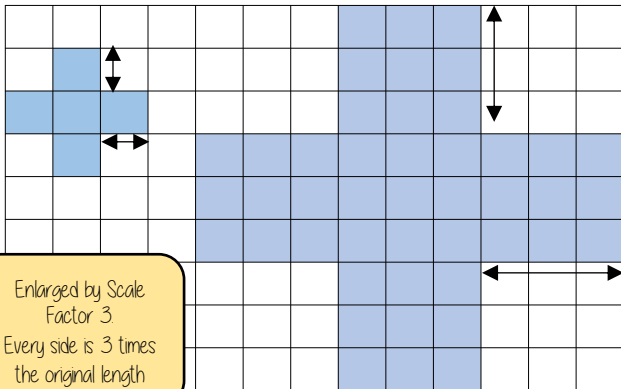 Enlarged by Scale
Factor 3.
Every side is 3 times
the original length